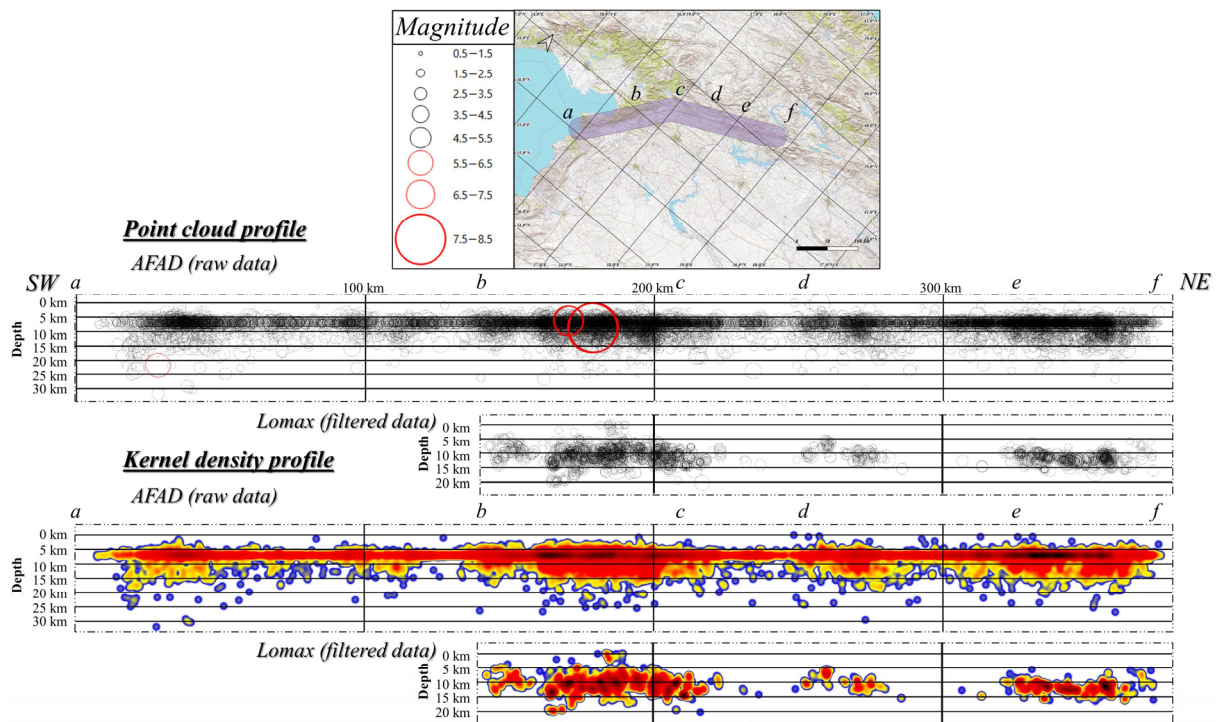 Magnitude
0.5–1.5
1.5–2.5
2.5–3.5
3.5–4.5
4.5–5.5
5.5–6.5
6.5–7.5
7.5–8.5
a b c d e f
Point cloud profile
AFAD (raw data)
SW a b c d e f NE
100 km 200 km 300 km
Depth
0 km
5 km
10 km
15 km
20 km
25 km
30 km
Lomax (filtered data)
Depth
0 km
5 km
10 km
15 km
20 km
Kernel density profile
AFAD (raw data)
a b c d e f
Depth
0 km
5 km
10 km
15 km
20 km
25 km
30 km
Lomax (filtered data)
Depth
0 km
5 km
10 km
15 km
20 km